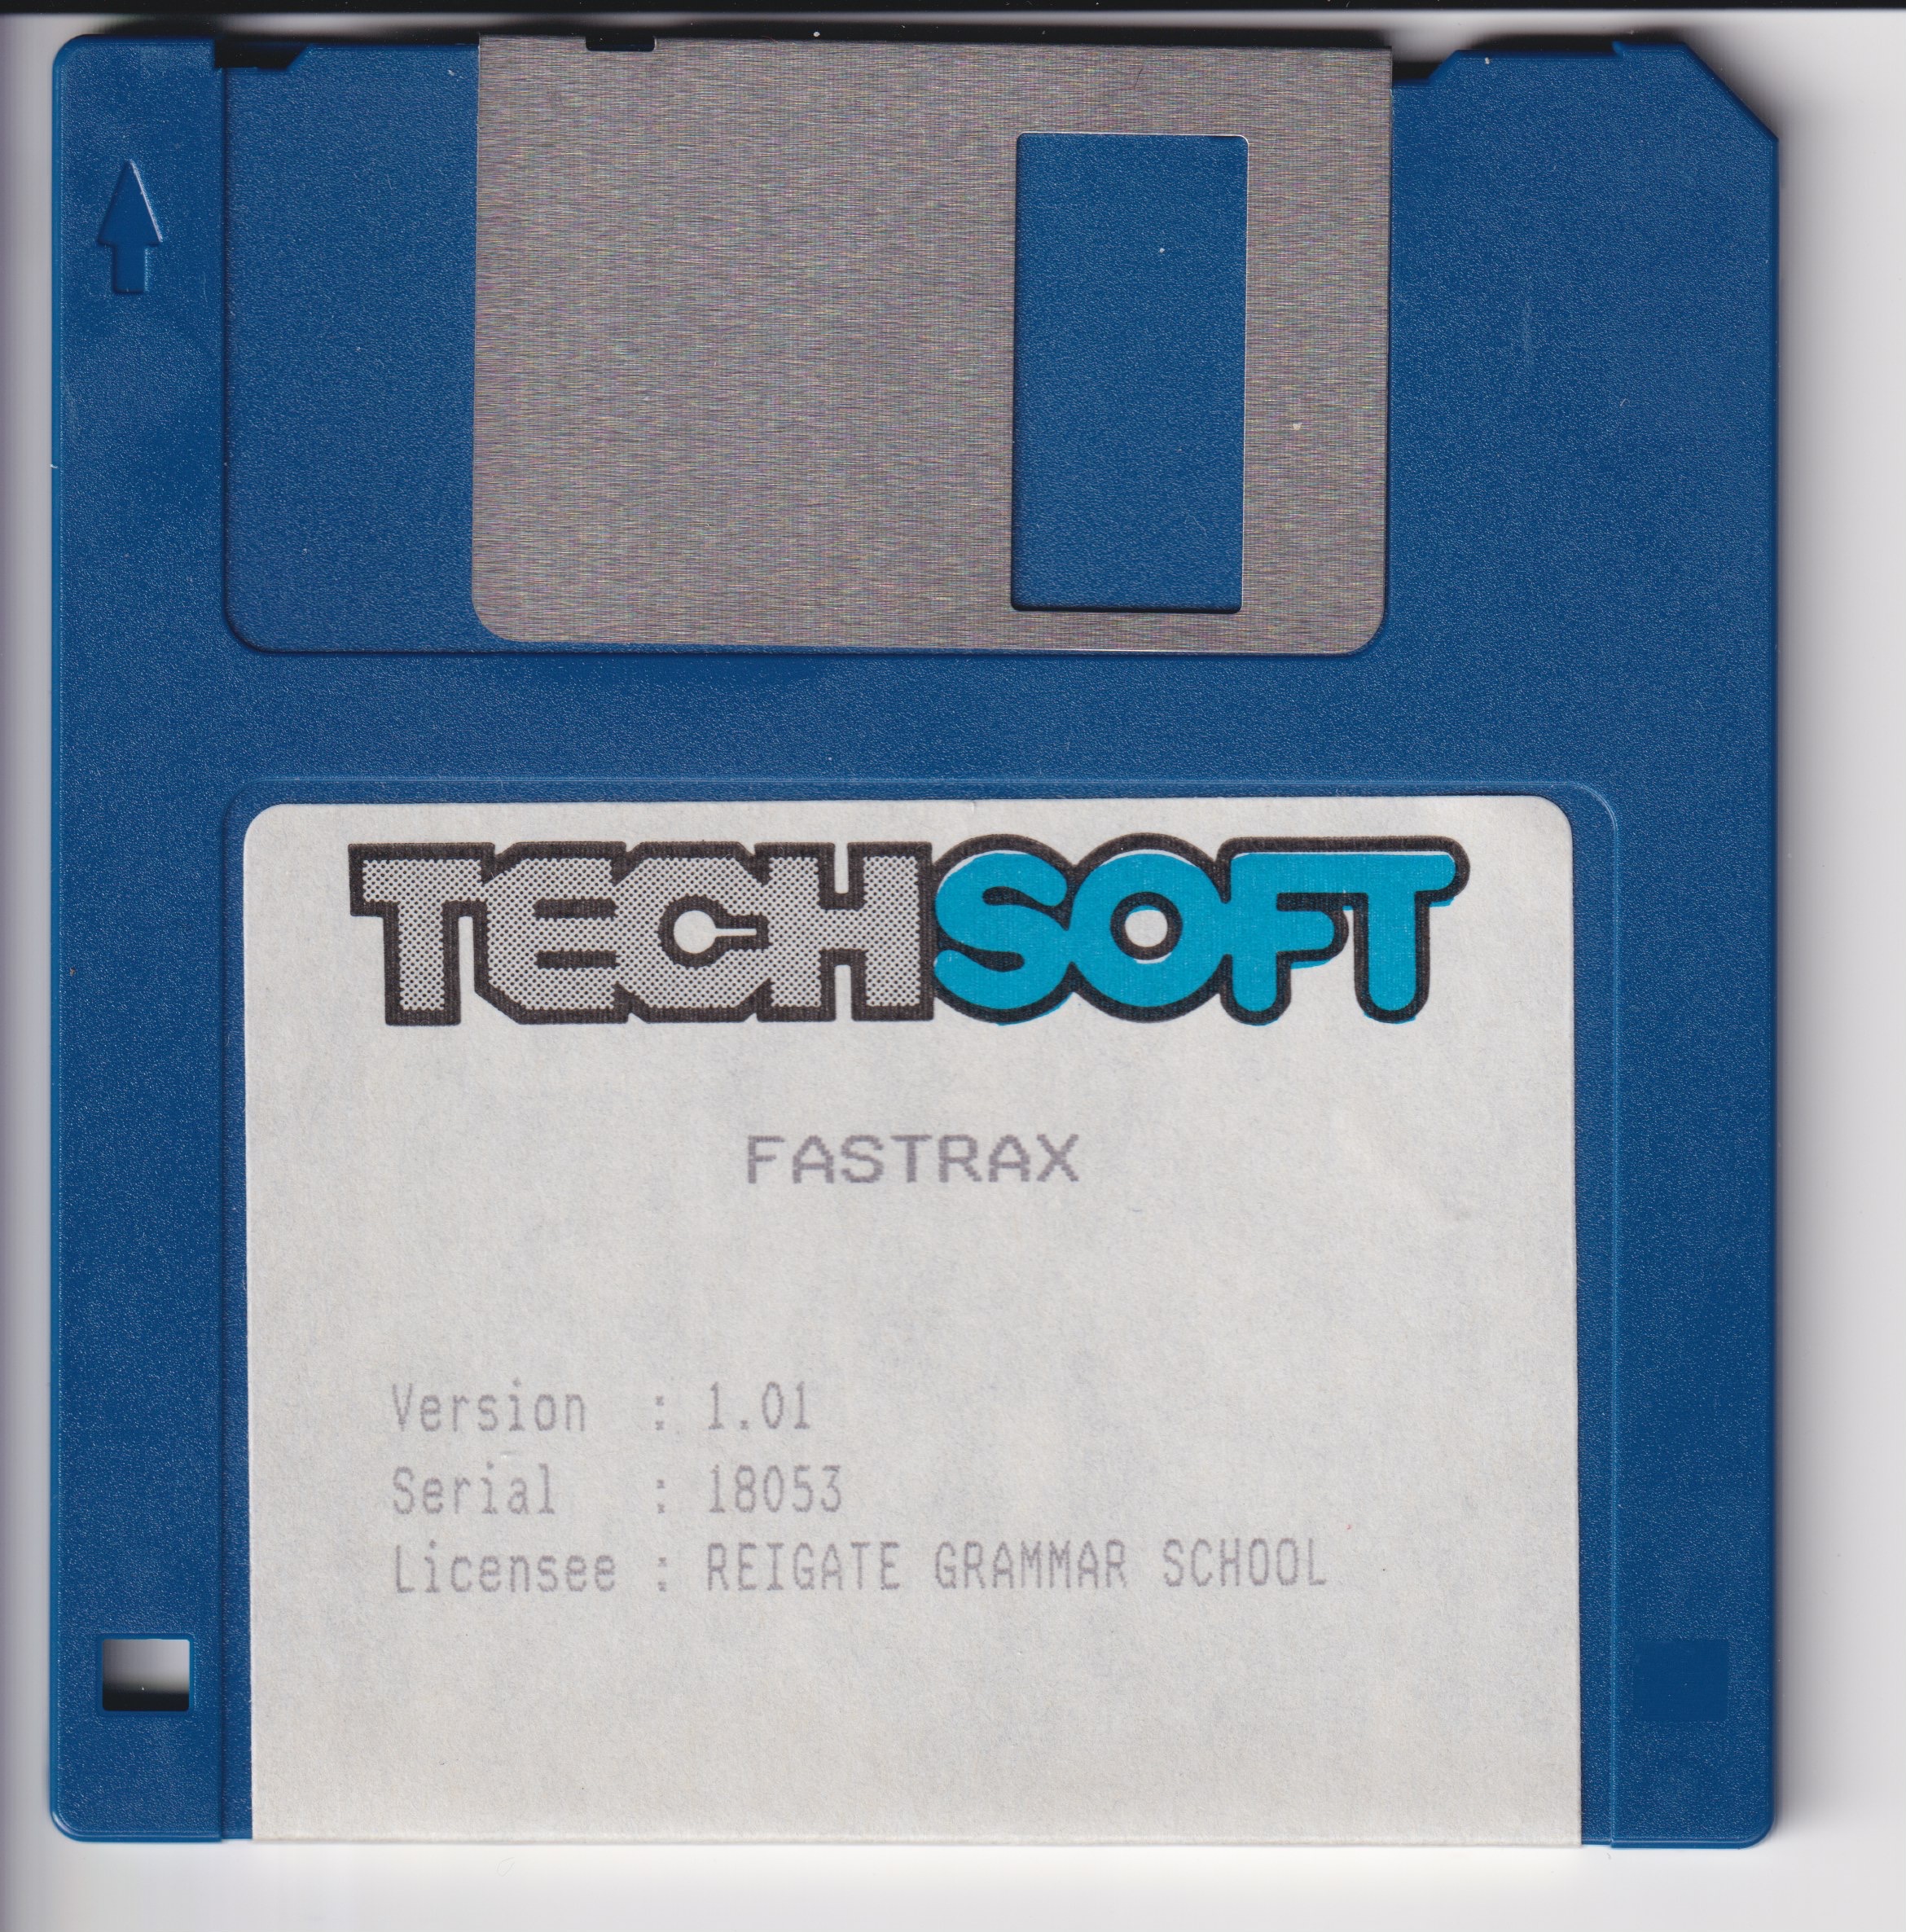 TECHSOFT
FASTRAX
Version : 1.01
Serial : 18053
Licensee : REIGATE GRAMMAR SCHOOL